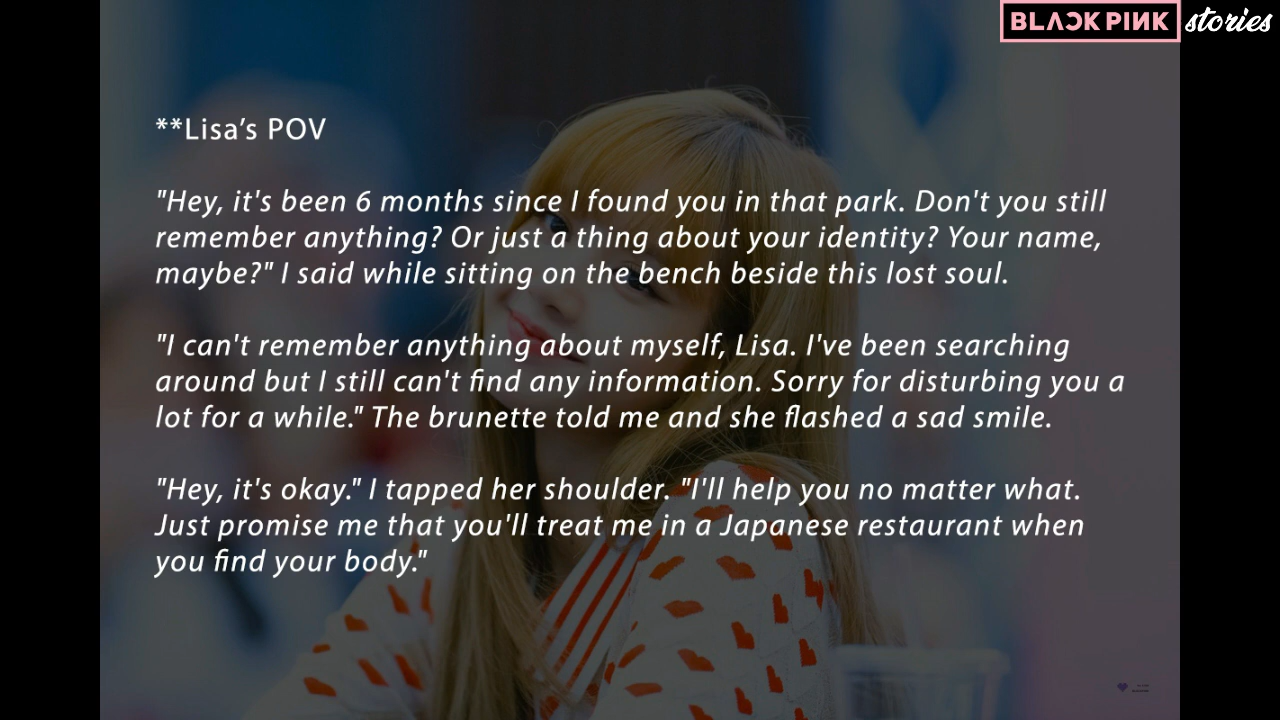 BLACKPINK stories
**Lisa’s POV
"Hey, it's been 6 months since I found you in that park. Don't you still
remember anything? Or just a thing about your identity? Your name,
maybe?" I said while sitting on the bench beside this lost soul.
"I can't remember anything about myself, Lisa. I've been searching
around but I still can't find any information. Sorry for disturbing you a
lot for a while." The brunette told me and she flashed a sad smile.
"Hey, it's okay." I tapped her shoulder. "I'll help you no matter what.
Just promise me that you'll treat me in a Japanese restaurant when
you find your body."